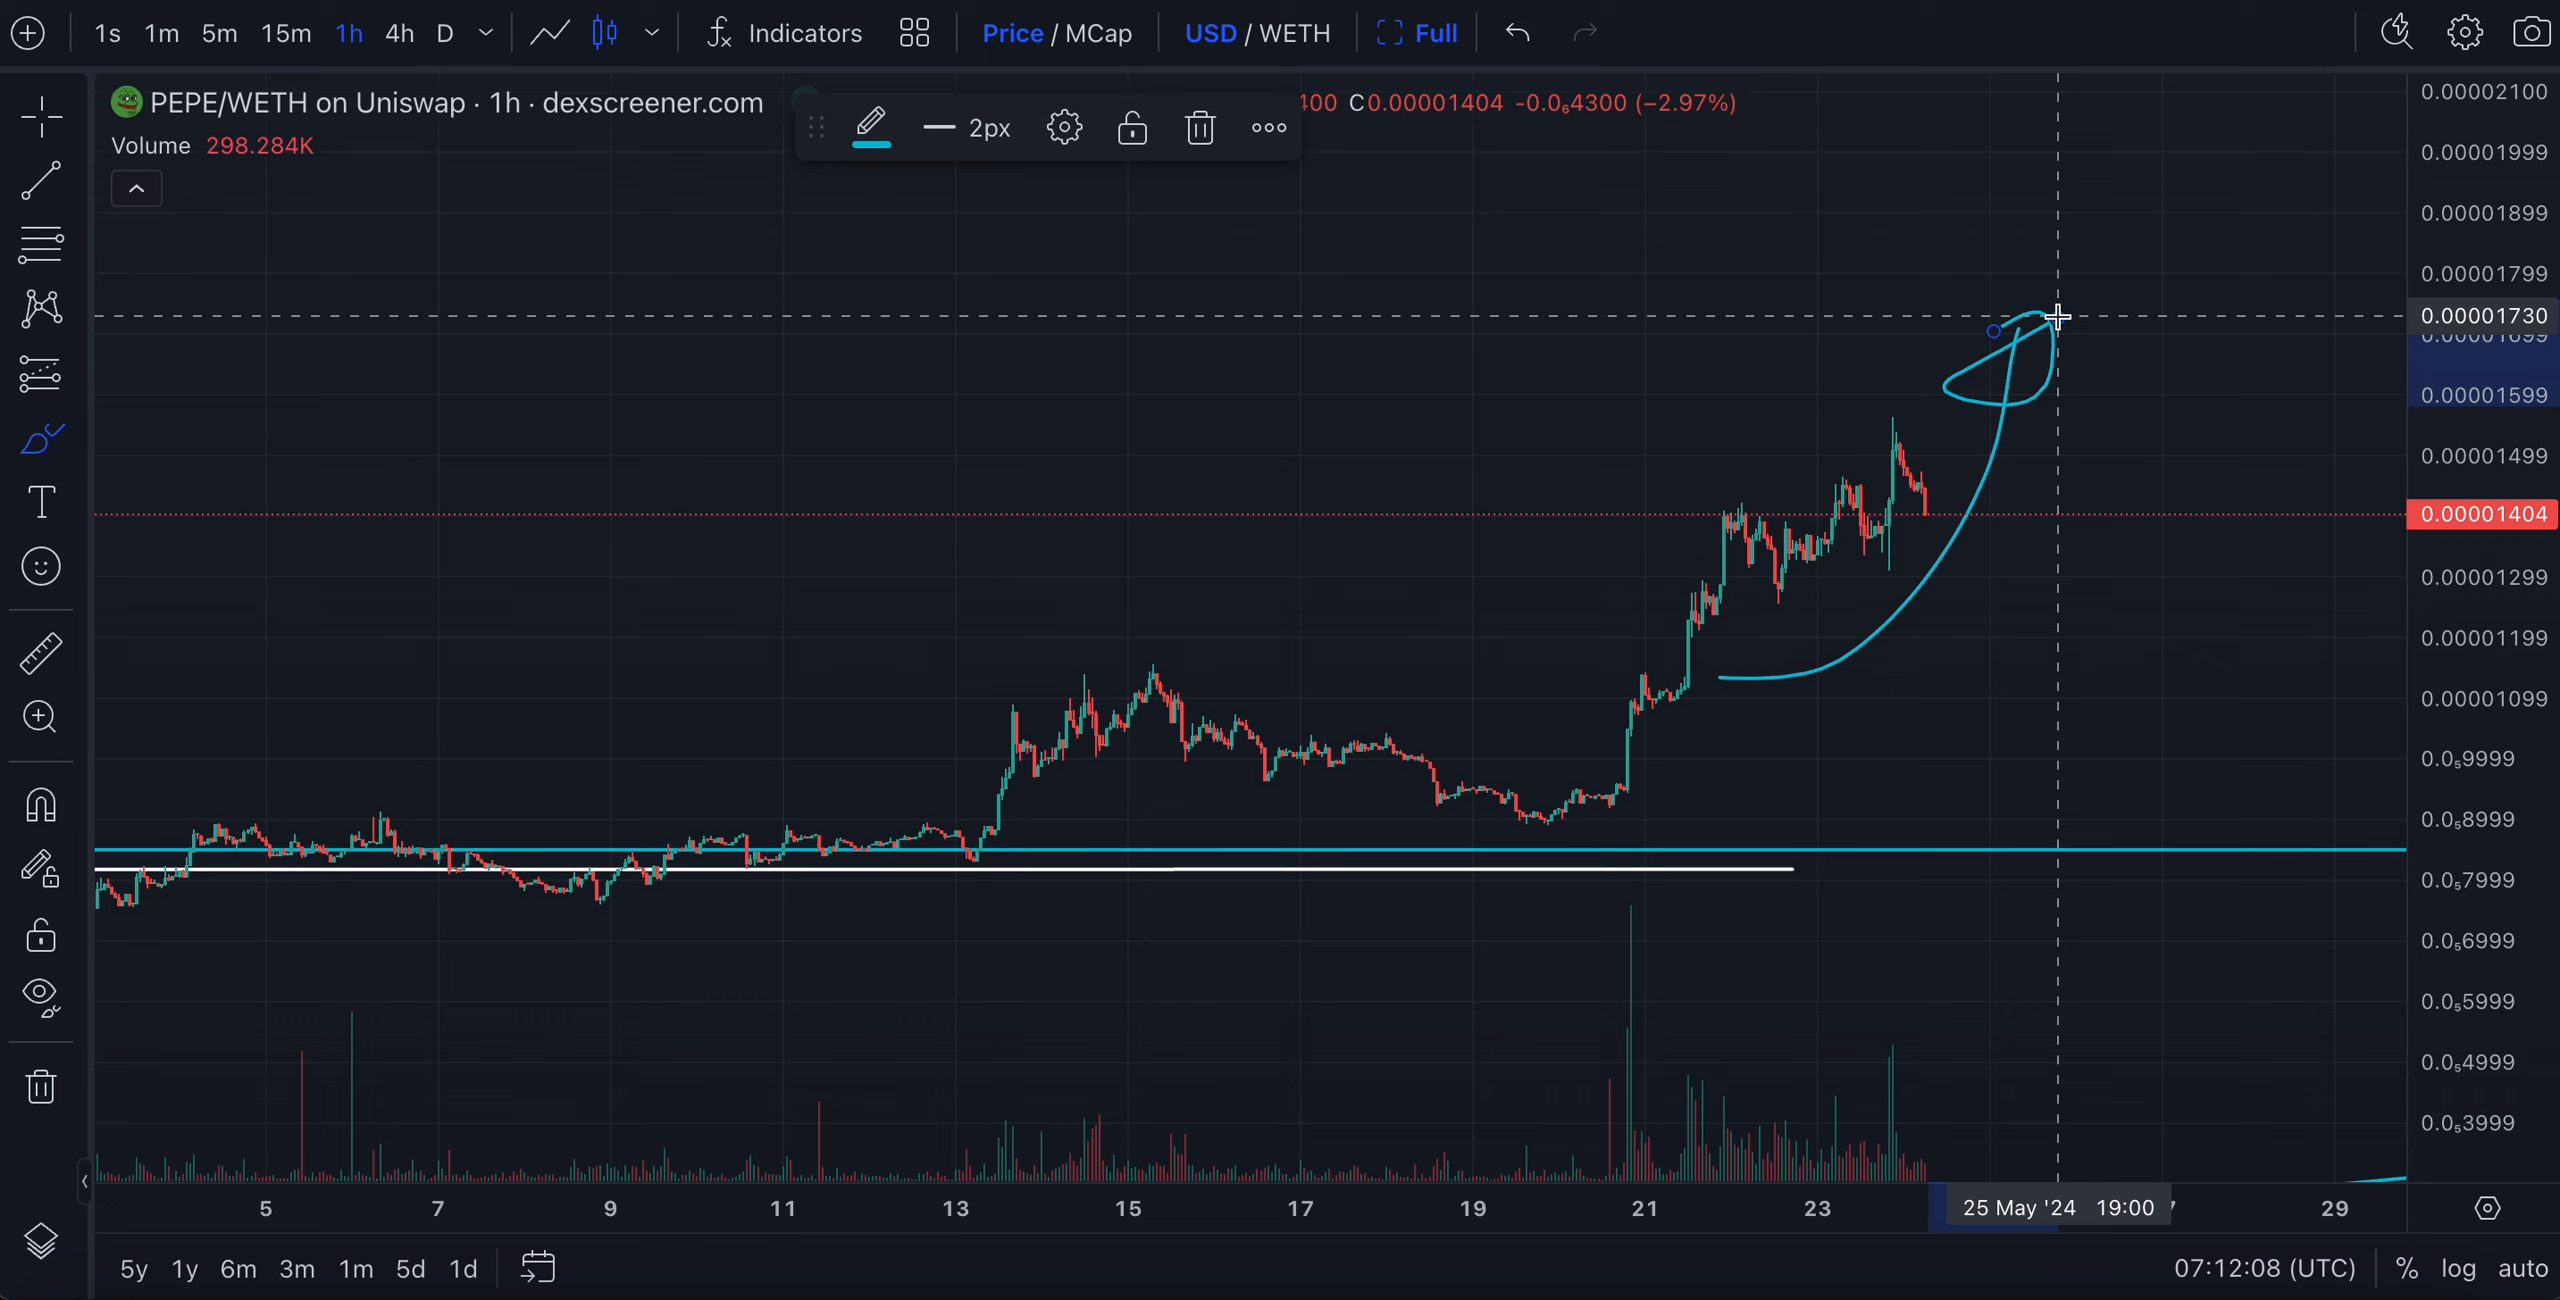 1s 1m 5m 15m 1h 4h D Indicators Price / MCap USD / WETH Full
PEPE/WETH on Uniswap · 1h · dexscreener.com
400 C0.00001404 -0.0₆4300 (−2.97%)
2px
Volume 298.284K
0.00002100
0.00001999
0.00001899
0.00001799
0.00001730
0.00001699
0.00001599
0.00001499
0.00001404
0.00001299
0.00001199
0.00001099
0.0₅9999
0.0₅8999
0.0₅7999
0.0₅6999
0.0₅5999
0.0₅4999
0.0₅3999
5 7 9 11 13 15 17 19 21 23 25 May '24 19:00 29
5y 1y 6m 3m 1m 5d 1d
07:12:08 (UTC) % log auto